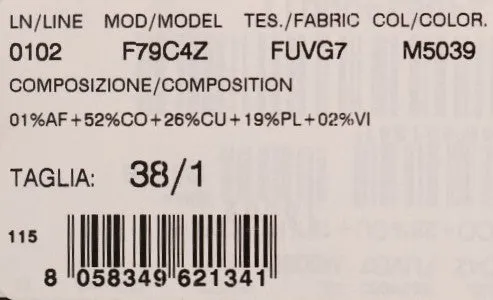 LN/LINE MOD/MODEL TES./FABRIC COL/COLOR.
0102 F79C4Z FUVG7 M5039
COMPOSIZIONE/COMPOSITION
01%AF+52%CO+26%CU+19%PL+02%VI
TAGLIA: 38/1
115
8 058349 621341